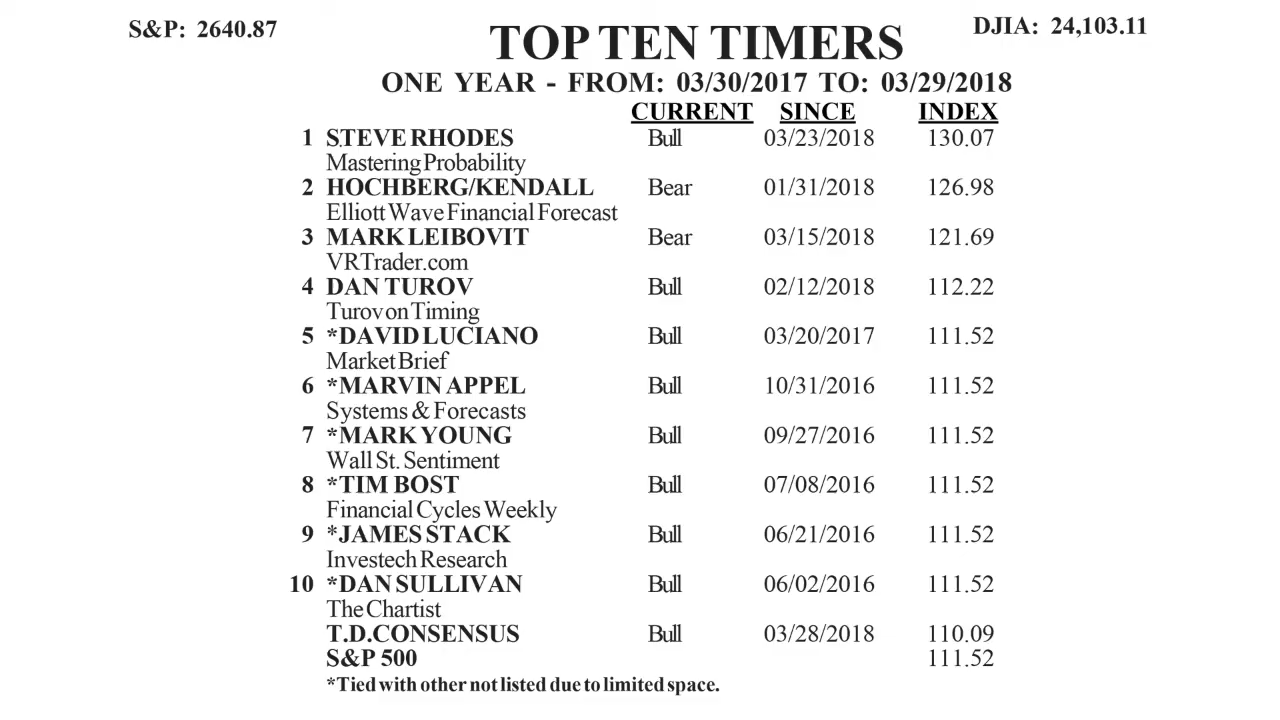 S&P: 2640.87
DJIA: 24,103.11
TOP TEN TIMERS
ONE YEAR - FROM: 03/30/2017 TO: 03/29/2018
CURRENT SINCE INDEX
1 S.TEVE RHODES Bull 03/23/2018 130.07
Mastering Probability
2 HOCHBERG/KENDALL Bear 01/31/2018 126.98
Elliott Wave Financial Forecast
3 MARK LEIBOVIT Bear 03/15/2018 121.69
VRTrader.com
4 DAN TUROV Bull 02/12/2018 112.22
Turov on Timing
5 *DAVID LUCIANO Bull 03/20/2017 111.52
Market Brief
6 *MARVIN APPEL Bull 10/31/2016 111.52
Systems & Forecasts
7 *MARK YOUNG Bull 09/27/2016 111.52
Wall St. Sentiment
8 *TIM BOST Bull 07/08/2016 111.52
Financial Cycles Weekly
9 *JAMES STACK Bull 06/21/2016 111.52
Investech Research
10 *DAN SULLIVAN Bull 06/02/2016 111.52
The Chartist
T.D.CONSENSUS Bull 03/28/2018 110.09
S&P 500 111.52
*Tied with other not listed due to limited space.